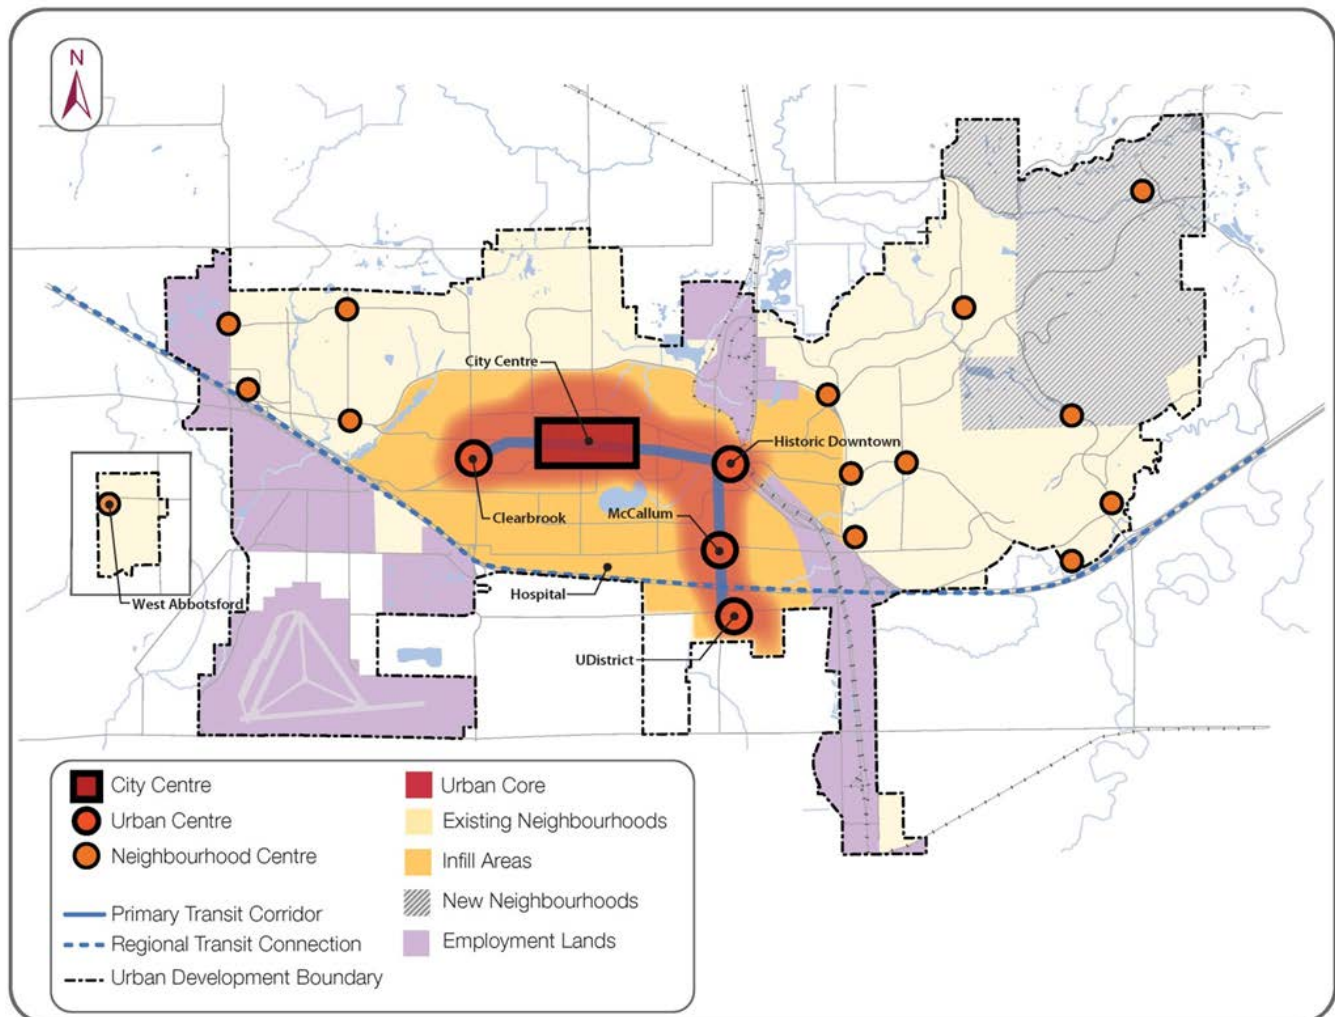 N
City Centre
Historic Downtown
Clearbrook
McCallum
Hospital
West Abbotsford
UDistrict
City Centre
Urban Centre
Neighbourhood Centre
Primary Transit Corridor
Regional Transit Connection
Urban Development Boundary
Urban Core
Existing Neighbourhoods
Infill Areas
New Neighbourhoods
Employment Lands